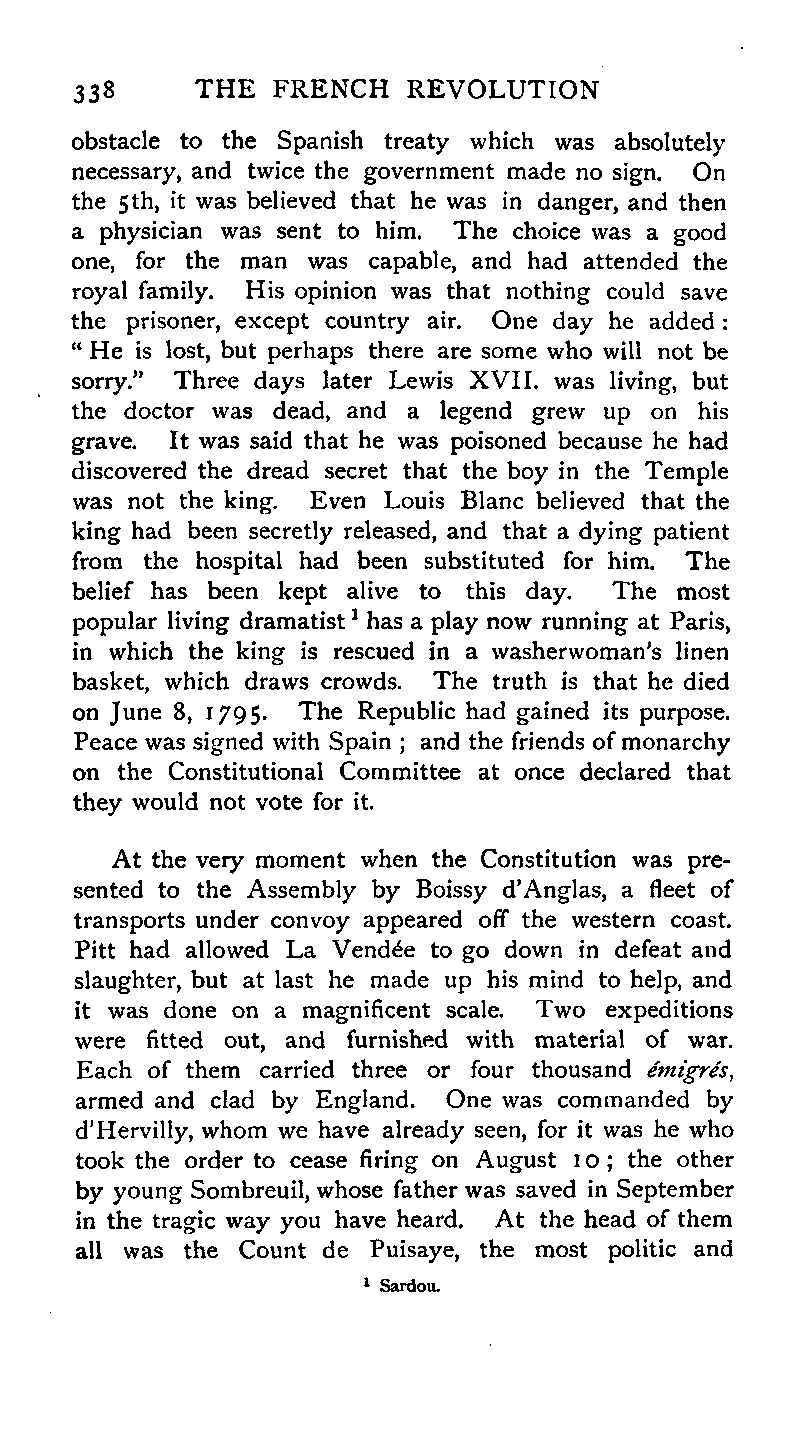 338 THE FRENCH REVOLUTION
obstacle to the Spanish treaty which was absolutely
necessary, and twice the government made no sign. On
the 5th, it was believed that he was in danger, and then
a physician was sent to him. The choice was a good
one, for the man was capable, and had attended the
royal family. His opinion was that nothing could save
the prisoner, except country air. One day he added :
“ He is lost, but perhaps there are some who will not be
sorry.” Three days later Lewis XVII. was living, but
the doctor was dead, and a legend grew up on his
grave. It was said that he was poisoned because he had
discovered the dread secret that the boy in the Temple
was not the king. Even Louis Blanc believed that the
king had been secretly released, and that a dying patient
from the hospital had been substituted for him. The
belief has been kept alive to this day. The most
popular living dramatist ¹ has a play now running at Paris,
in which the king is rescued in a washerwoman's linen
basket, which draws crowds. The truth is that he died
on June 8, 1795. The Republic had gained its purpose.
Peace was signed with Spain ; and the friends of monarchy
on the Constitutional Committee at once declared that
they would not vote for it.
At the very moment when the Constitution was pre-
sented to the Assembly by Boissy d'Anglas, a fleet of
transports under convoy appeared off the western coast.
Pitt had allowed La Vendée to go down in defeat and
slaughter, but at last he made up his mind to help, and
it was done on a magnificent scale. Two expeditions
were fitted out, and furnished with material of war.
Each of them carried three or four thousand émigrés,
armed and clad by England. One was commanded by
d'Hervilly, whom we have already seen, for it was he who
took the order to cease firing on August 10 ; the other
by young Sombreuil, whose father was saved in September
in the tragic way you have heard. At the head of them
all was the Count de Puisaye, the most politic and
¹ Sardou.